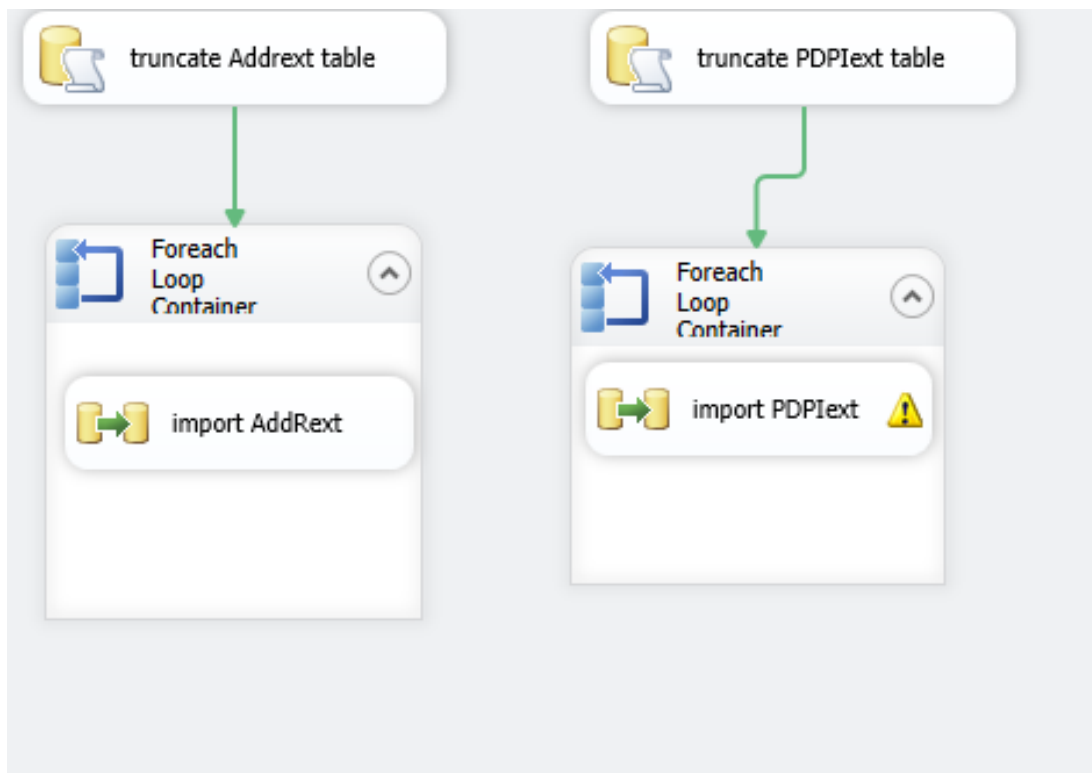 truncate Addrext table
truncate PDPIext table
Foreach
Loop
Container
import AddRext
Foreach
Loop
Container
import PDPIext